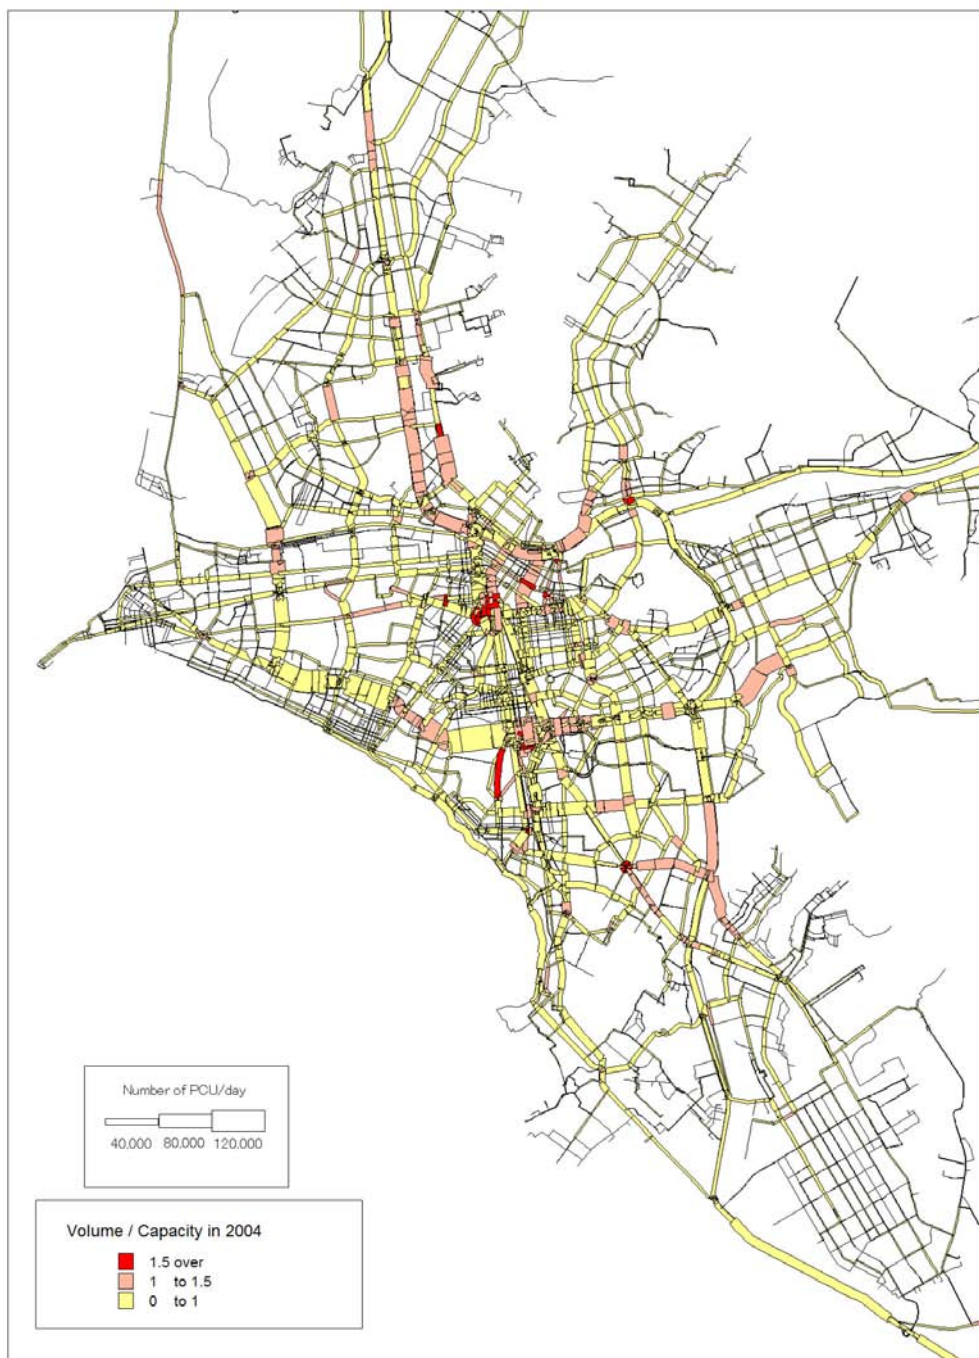 Number of PCU/day
40,000 80,000 120,000
Volume / Capacity in 2004
1.5 over
1 to 1.5
0 to 1